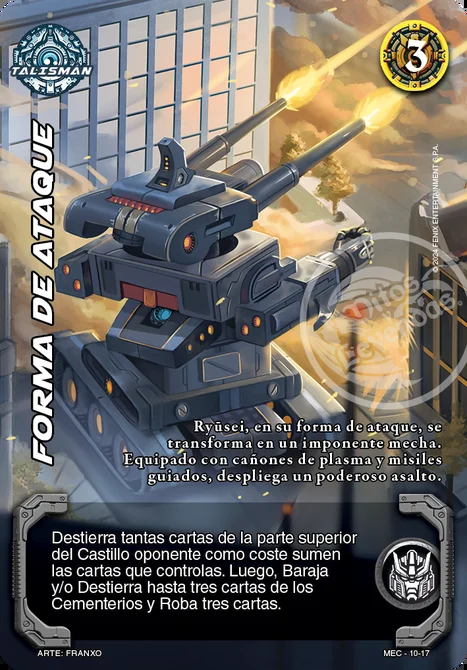 TALISMAN
3
FORMA DE ATAQUE
© 2024 FENIX ENTERTAINMENT S.P.A.
Mitos
Ryūsei, en su forma de ataque, se
transforma en un imponente mecha.
Equipado con cañones de plasma y misiles
guiados, despliega un poderoso asalto.
Destierra tantas cartas de la parte superior
del Castillo oponente como coste sumen
las cartas que controlas. Luego, Baraja
y/o Destierra hasta tres cartas de los
Cementerios y Roba tres cartas.
ARTE: FRANXO
MEC - 10-17